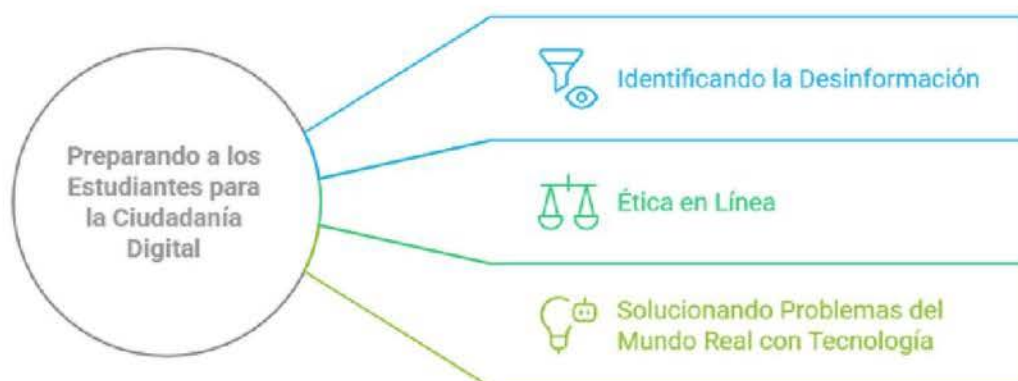 Preparando a los
Estudiantes para
la Ciudadanía
Digital
Identificando la Desinformación
Ética en Línea
Solucionando Problemas del
Mundo Real con Tecnología